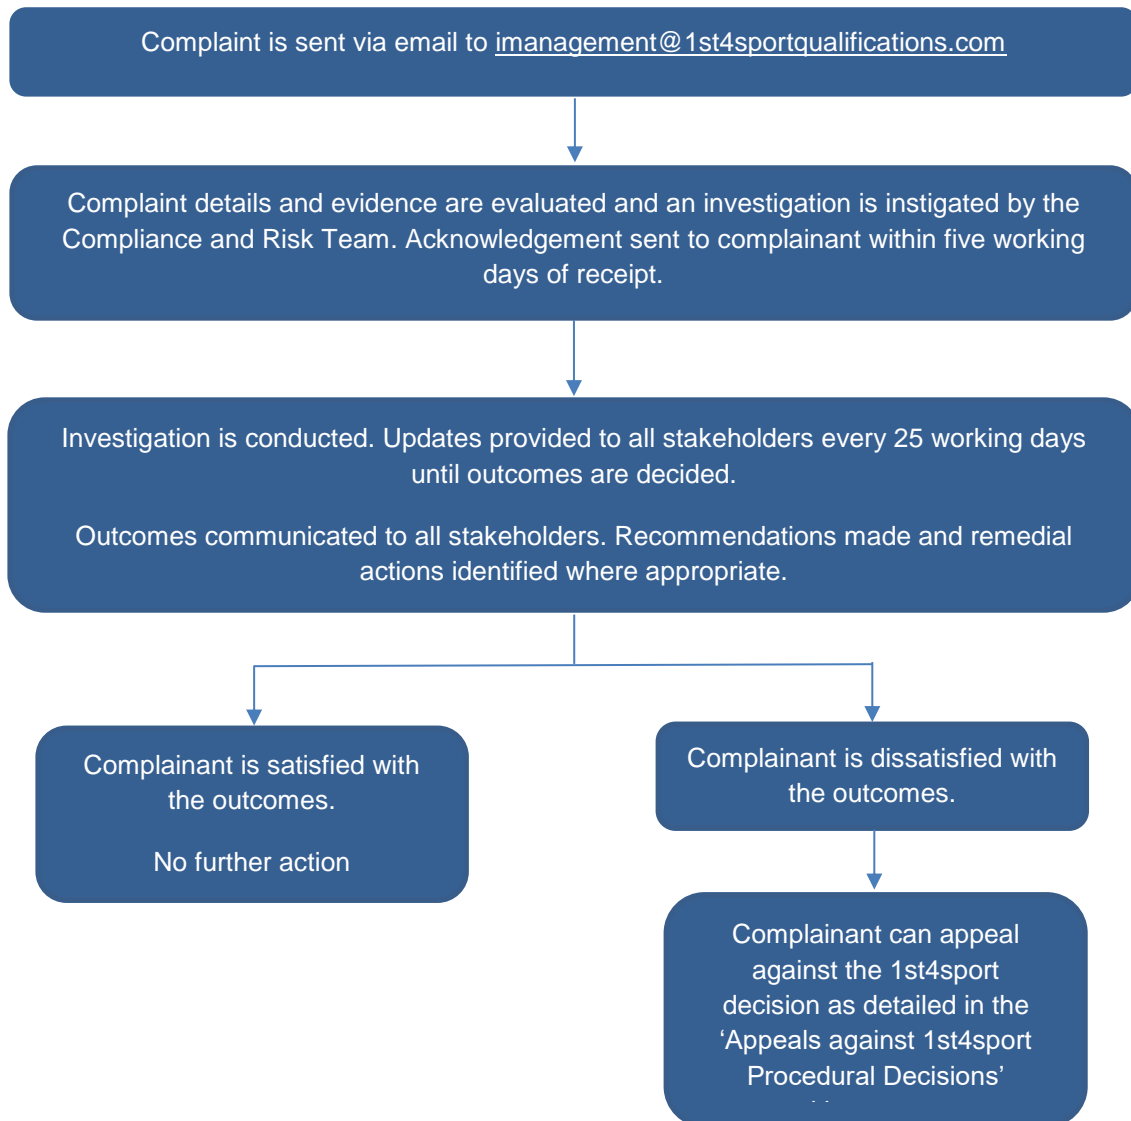 Complaint is sent via email to imanagement@1st4sportqualifications.com
Complaint details and evidence are evaluated and an investigation is instigated by the
Compliance and Risk Team. Acknowledgement sent to complainant within five working
days of receipt.
Investigation is conducted. Updates provided to all stakeholders every 25 working days
until outcomes are decided.
Outcomes communicated to all stakeholders. Recommendations made and remedial
actions identified where appropriate.
Complainant is satisfied with
the outcomes.
No further action
Complainant is dissatisfied with
the outcomes.
Complainant can appeal
against the 1st4sport
decision as detailed in the
‘Appeals against 1st4sport
Procedural Decisions’